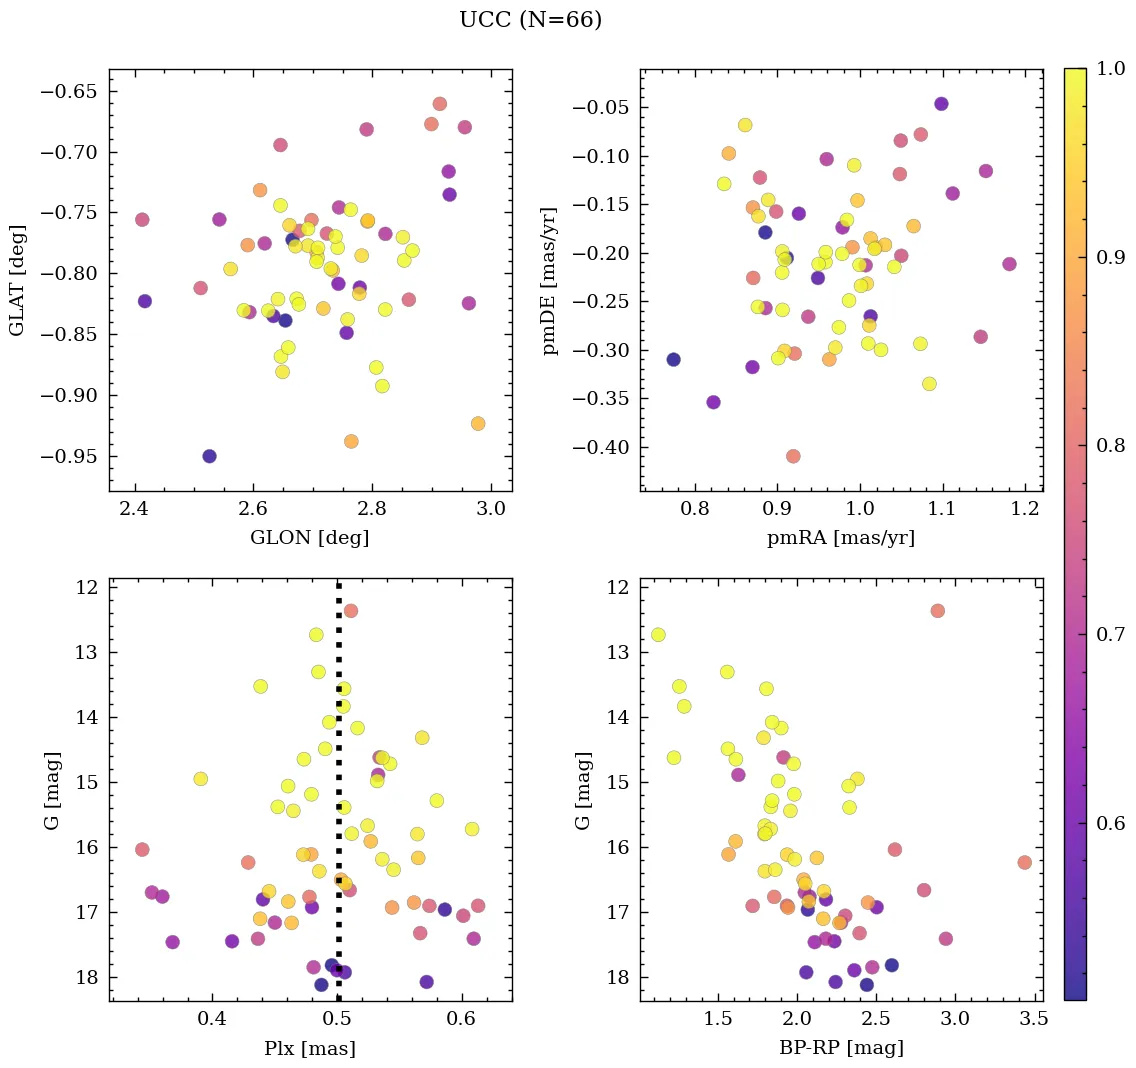 UCC (N=66)
−0.65
−0.70
−0.75
−0.80
−0.85
−0.90
−0.95
GLAT [deg]
2.4 2.6 2.8 3.0
GLON [deg]
−0.05
−0.10
−0.15
−0.20
−0.25
−0.30
−0.35
−0.40
pmDE [mas/yr]
0.8 0.9 1.0 1.1 1.2
pmRA [mas/yr]
12
13
14
15
16
17
18
G [mag]
0.4 0.5 0.6
Plx [mas]
12
13
14
15
16
17
18
G [mag]
1.5 2.0 2.5 3.0 3.5
BP-RP [mag]
1.0
0.9
0.8
0.7
0.6